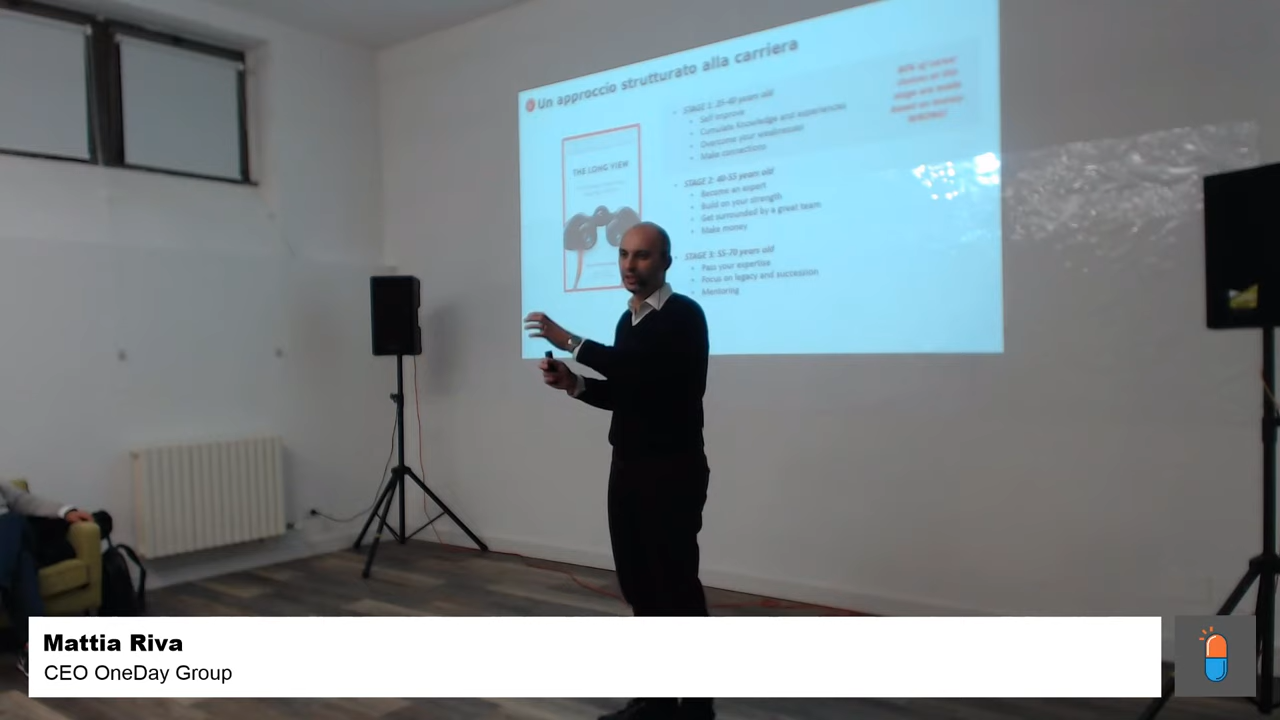 Un approccio strutturato alla carriera
THE LONG VIEW
STAGE 1: 25-40 years old
Self improve
Cumulate Knowledge and experiences
Overcome your weaknesses
Make connections
STAGE 2: 40-55 years old
Become an expert
Build on your strength
Get surrounded by a great team
Make money
STAGE 3: 55-70 years old
Pass your expertise
Focus on legacy and succession
Mentoring
Mattia Riva
CEO OneDay Group